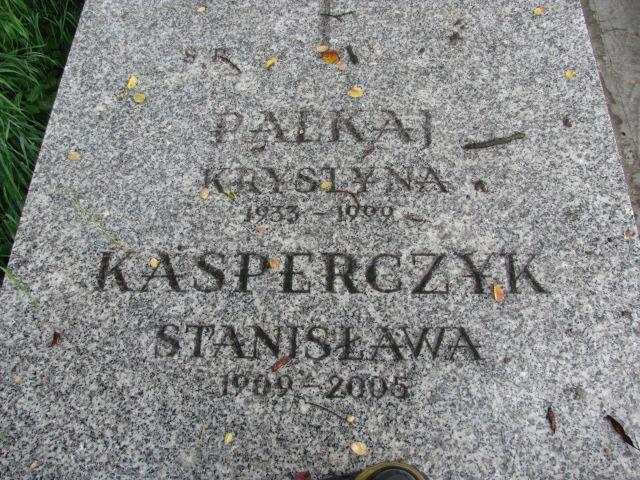 PAŁKAJ
KRYSTYNA
1933 - 1999
KASPERCZYK
STANISŁAWA
1909 - 2005